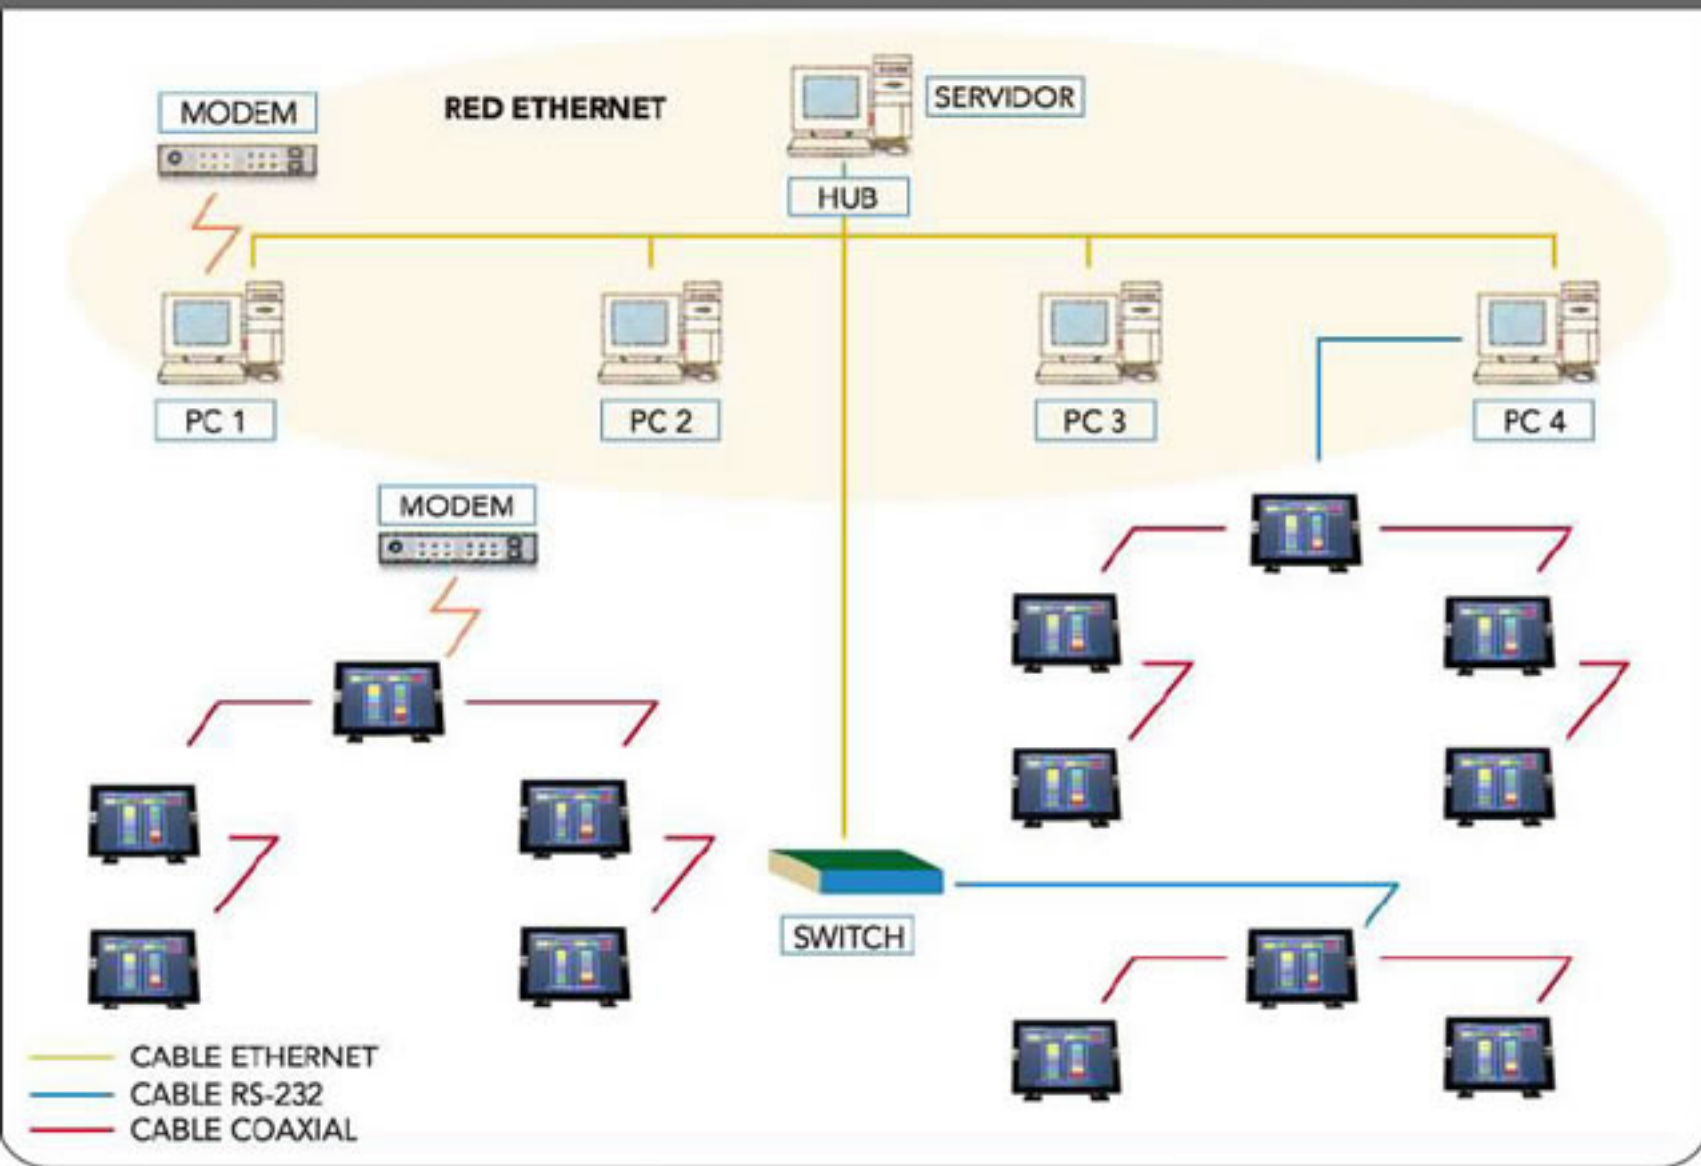 MODEM
RED ETHERNET
SERVIDOR
HUB
PC 1
PC 2
PC 3
PC 4
MODEM
SWITCH
CABLE ETHERNET
CABLE RS-232
CABLE COAXIAL